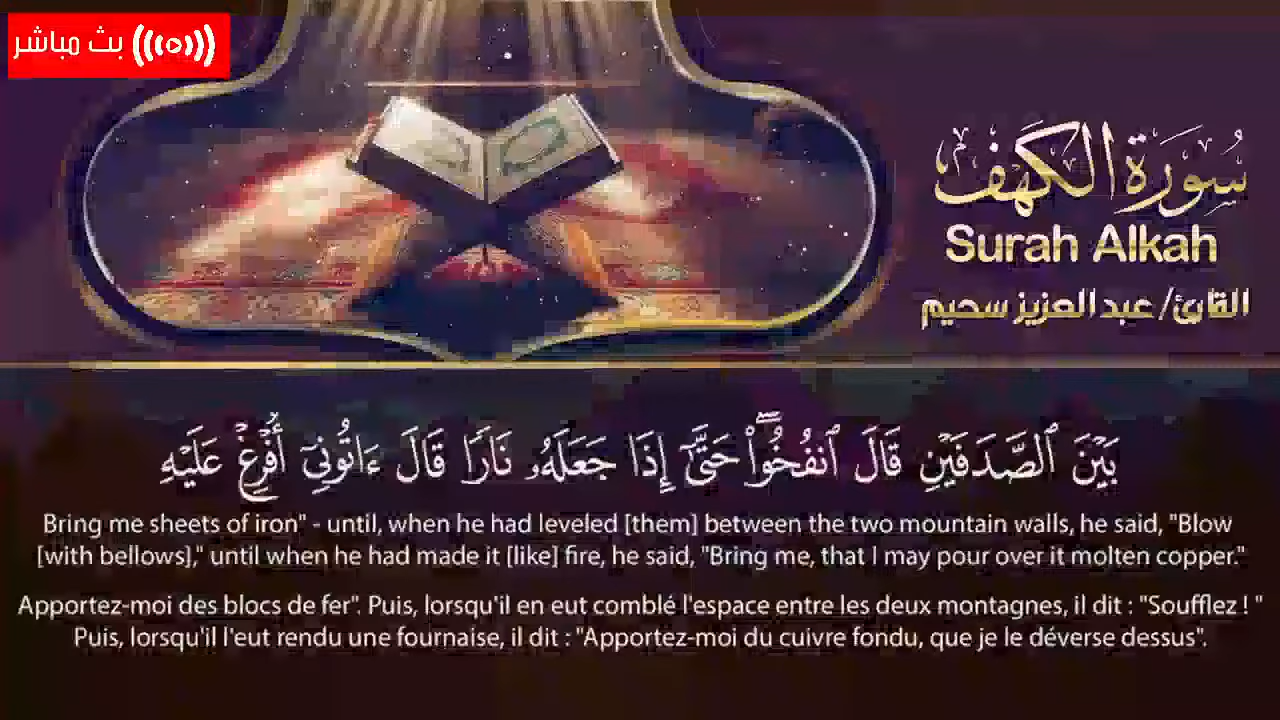 بث مباشر
سُورَةُ الكَهْفِ
Surah Alkah
القارئ/ عبد العزيز سحيم
بَيْنَ ٱلصَّدَفَيْنِ قَالَ ٱنفُخُوا۟ ۖ حَتَّىٰٓ إِذَا جَعَلَهُۥ نَارًۭا قَالَ ءَاتُونِىٓ أُفْرِغْ عَلَيْهِ
Bring me sheets of iron" - until, when he had leveled [them] between the two mountain walls, he said, "Blow
[with bellows]," until when he had made it [like] fire, he said, "Bring me, that I may pour over it molten copper."
Apportez-moi des blocs de fer". Puis, lorsqu'il en eut comblé l'espace entre les deux montagnes, il dit : "Soufflez ! "
Puis, lorsqu'il l'eut rendu une fournaise, il dit : "Apportez-moi du cuivre fondu, que je le déverse dessus".